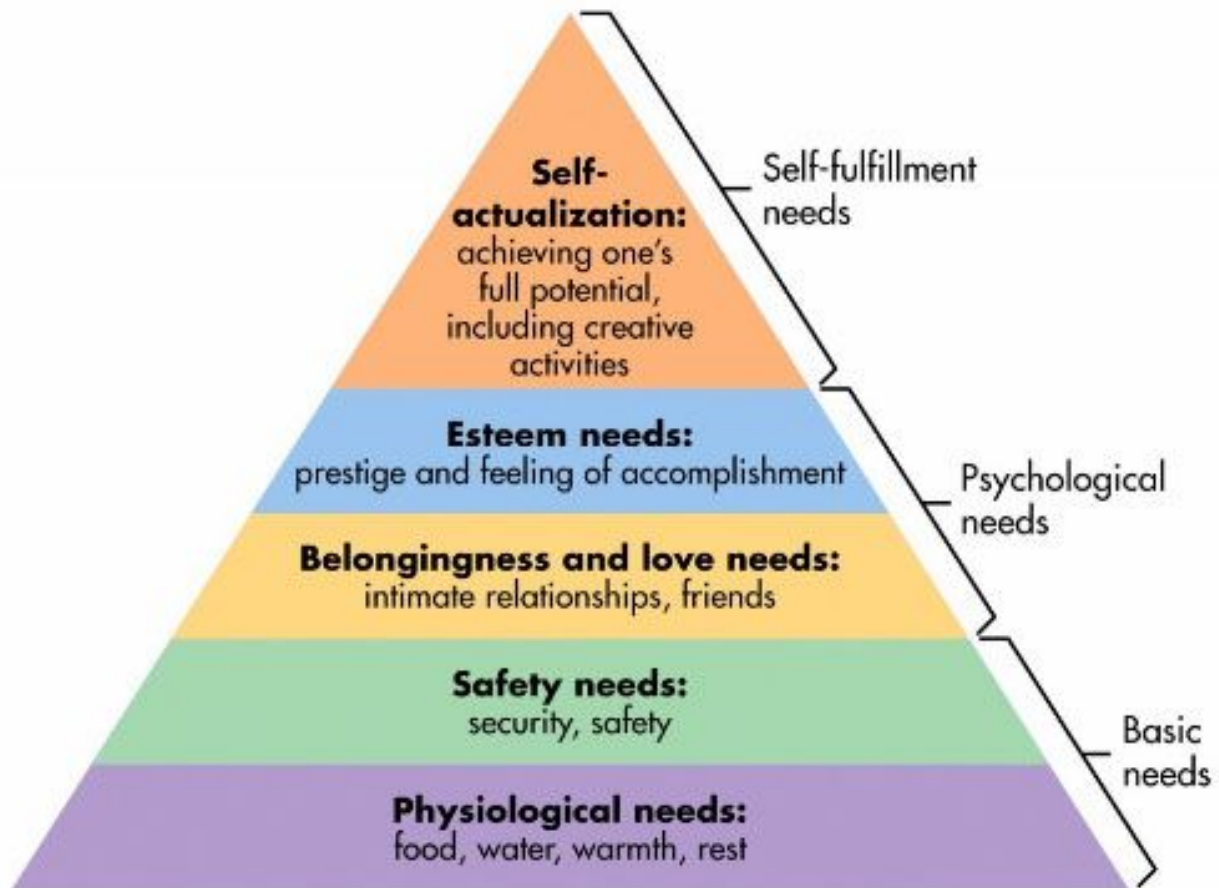 Self-
actualization:
achieving one's
full potential,
including creative
activities
Self-fulfillment
needs
Esteem needs:
prestige and feeling of accomplishment
Belongingness and love needs:
intimate relationships, friends
Psychological
needs
Safety needs:
security, safety
Physiological needs:
food, water, warmth, rest
Basic
needs